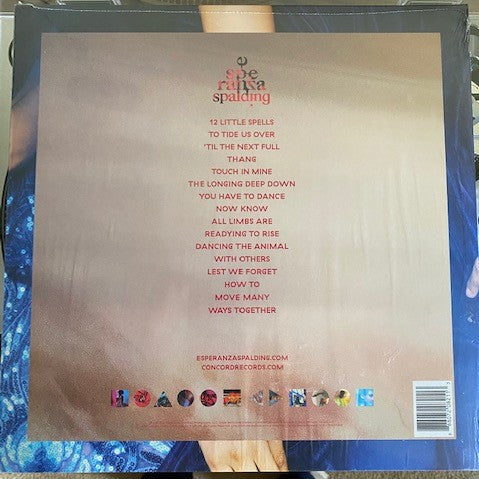 e
spe
ranza
spalding
12 LITTLE SPELLS
TO TIDE US OVER
'TIL THE NEXT FULL
THANG
TOUCH IN MINE
THE LONGING DEEP DOWN
YOU HAVE TO DANCE
NOW KNOW
ALL LIMBS ARE
READYING TO RISE
DANCING THE ANIMAL
WITH OTHERS
LEST WE FORGET
HOW TO
MOVE MANY
WAYS TOGETHER
ESPERANZASPALDING.COM
CONCORDRECORDS.COM